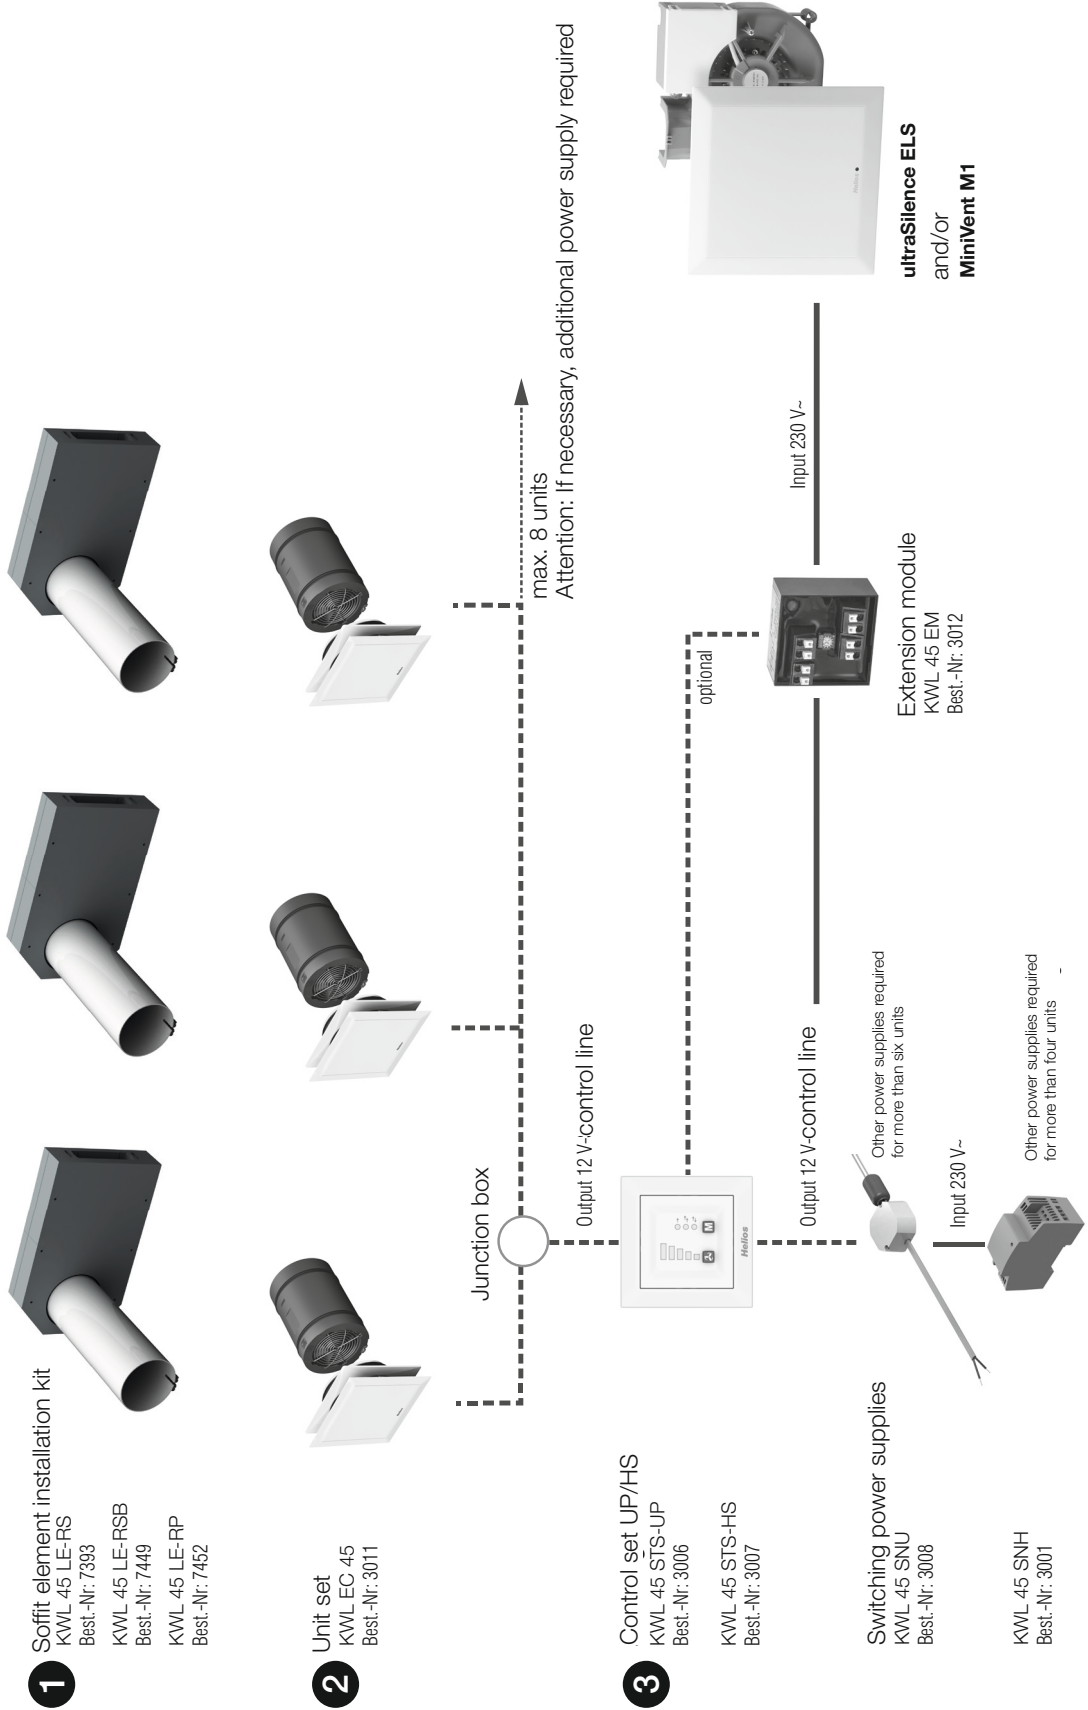 1
Soffit element installation kit
KWL 45 LE-RS
Best.-Nr: 7393
KWL 45 LE-RSB
Best.-Nr: 7449
KWL 45 LE-RP
Best.-Nr: 7452
2
Unit set
KWL EC 45
Best.-Nr: 3011
max. 8 units
Attention: If necessary, additional power supply required
Junction box
Output 12 V-control line
3
Control set UP/HS
KWL 45 STS-UP
Best.-Nr: 3006
KWL 45 STS-HS
Best.-Nr: 3007
M
Helios
optional
Output 12 V-control line
Input 230 V~
Extension module
KWL 45 EM
Best.-Nr: 3012
Helios
ultraSilence ELS
and/or
MiniVent M1
Switching power supplies
KWL 45 SNU
Best.-Nr: 3008
Other power supplies required
for more than six units
Input 230 V~
KWL 45 SNH
Best.-Nr: 3001
Other power supplies required
for more than four units